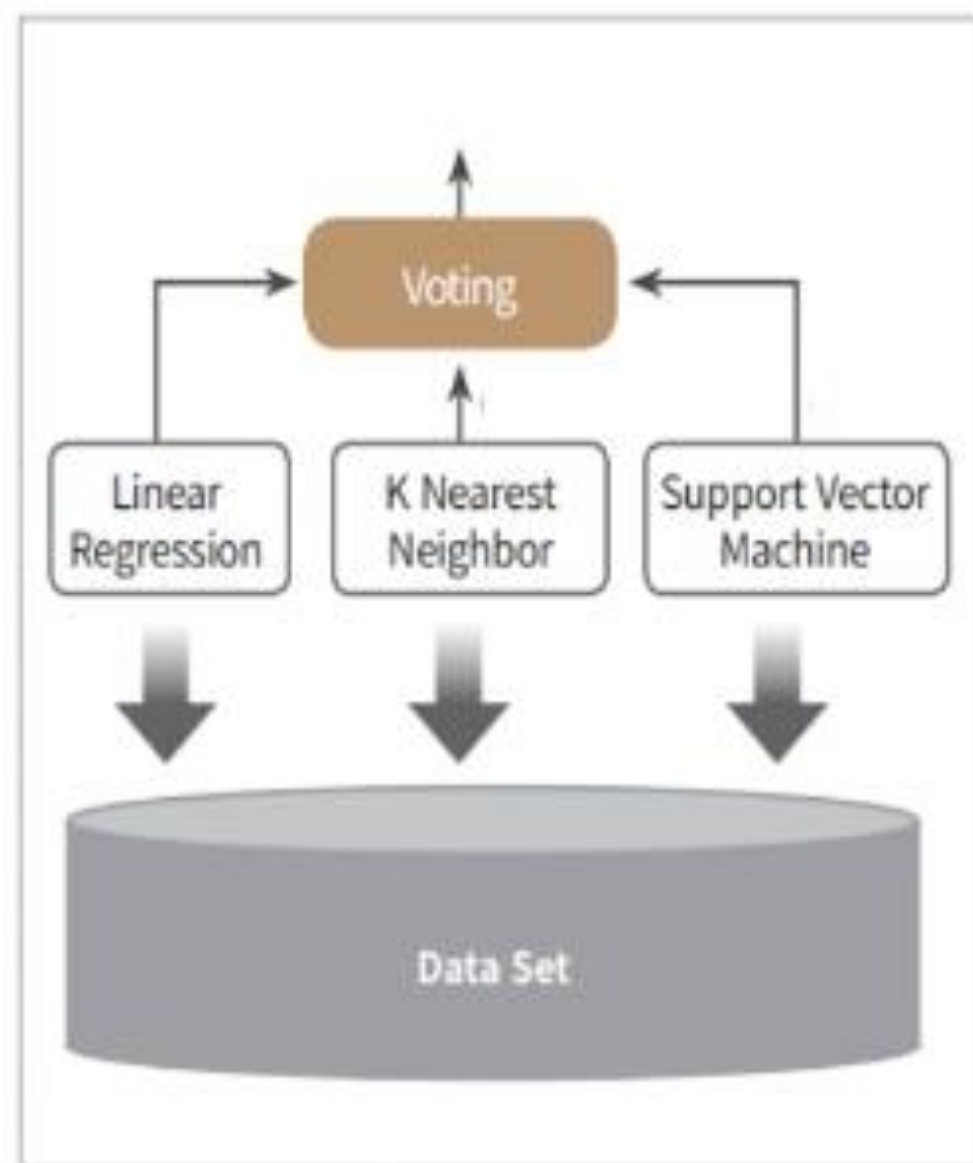 Voting
Linear
Regression
K Nearest
Neighbor
Support Vector
Machine
Data Set